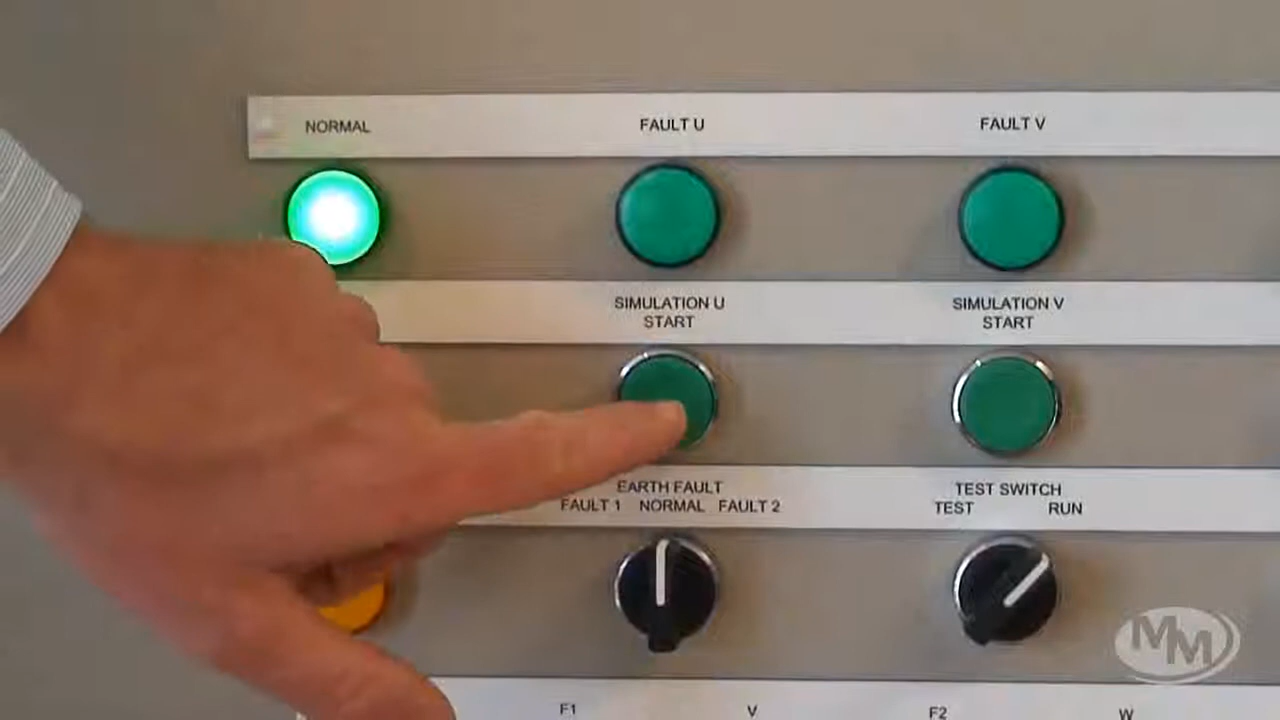 NORMAL FAULT U FAULT V
SIMULATION U SIMULATION V
START START
EARTH FAULT TEST SWITCH
FAULT 1 NORMAL FAULT 2 TEST RUN
F1 V F2 W
MM